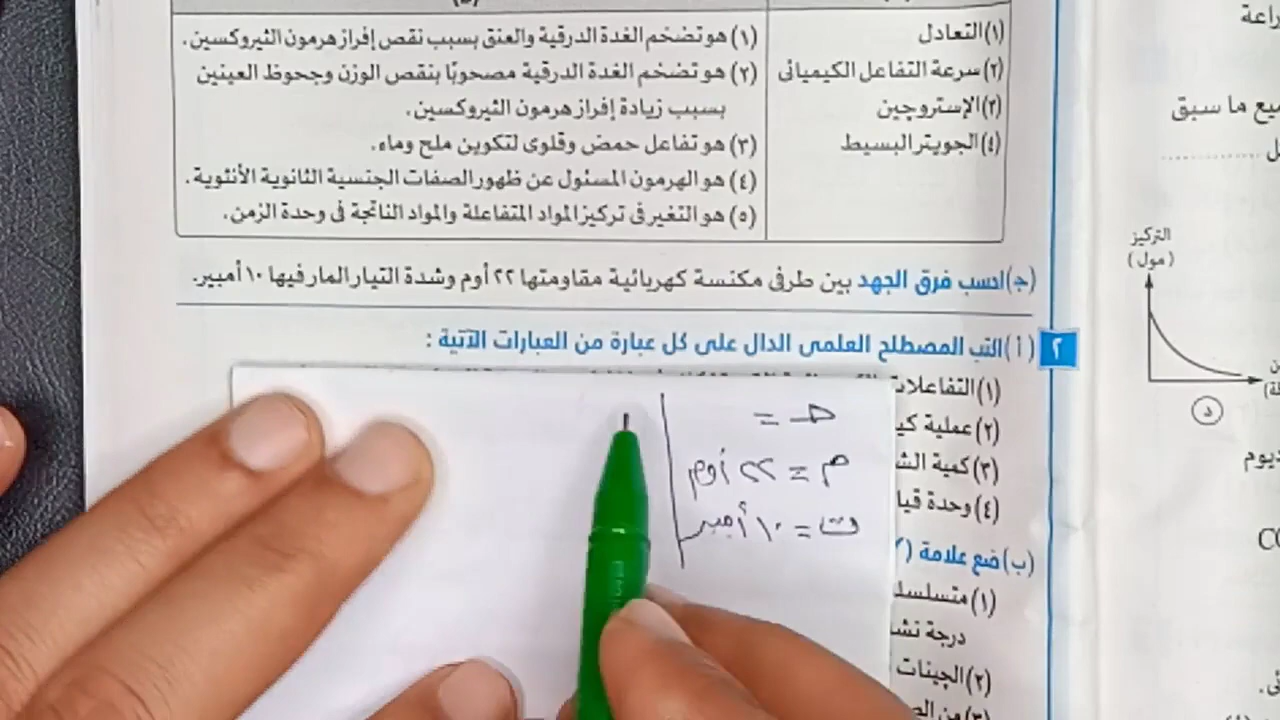 (١) التعادل
(٢) سرعة التفاعل الكيميائى
(٣) الإستروجين
(٤) الجويتر البسيط
(١) هو تضخم الغدة الدرقية والعنق بسبب نقص إفراز هرمون الثيروكسين.
(٢) هو تضخم الغدة الدرقية مصحوبًا بنقص الوزن وجحوظ العينين
بسبب زيادة إفراز هرمون الثيروكسين.
(٣) هو تفاعل حمض وقلوى لتكوين ملح وماء.
(٤) هو الهرمون المسئول عن ظهور الصفات الجنسية الثانوية الأنثوية.
(٥) هو التغير فى تركيز المواد المتفاعلة والمواد الناتجة فى وحدة الزمن.
(جـ) احسب فرق الجهد بين طرفى مكنسة كهربائية مقاومتها ٢٢ أوم وشدة التيار المار فيها ١٠ أمبير.
٢ (أ) اكتب المصطلح العلمى الدال على كل عبارة من العبارات الآتية :
(١) التفاعلات
(٢) عملية
(٣) كمية
(٤) وحدة
(ب) ضع علامة (
(١)
درجة
(٢) الجينات
(٣) من
جـ =
م = ٢٢ أوم
ت = ١٠ أمبير
ما سبق
التركيز
(مول)
د